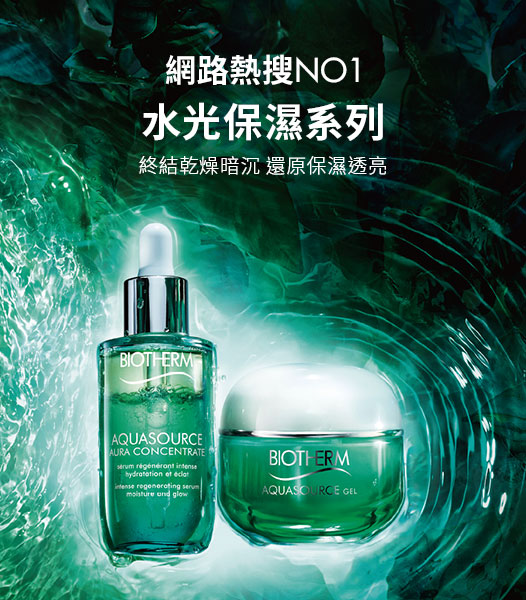 網路熱搜NO1
水光保濕系列
終結乾燥暗沉 還原保濕透亮
BIOTHERM
AQUASOURCE
AURA CONCENTRATE
sérum régénérant intense
hydratation et éclat
intense regenerating serum
moisture and glow
BIOTHERM
AQUASOURCE GEL